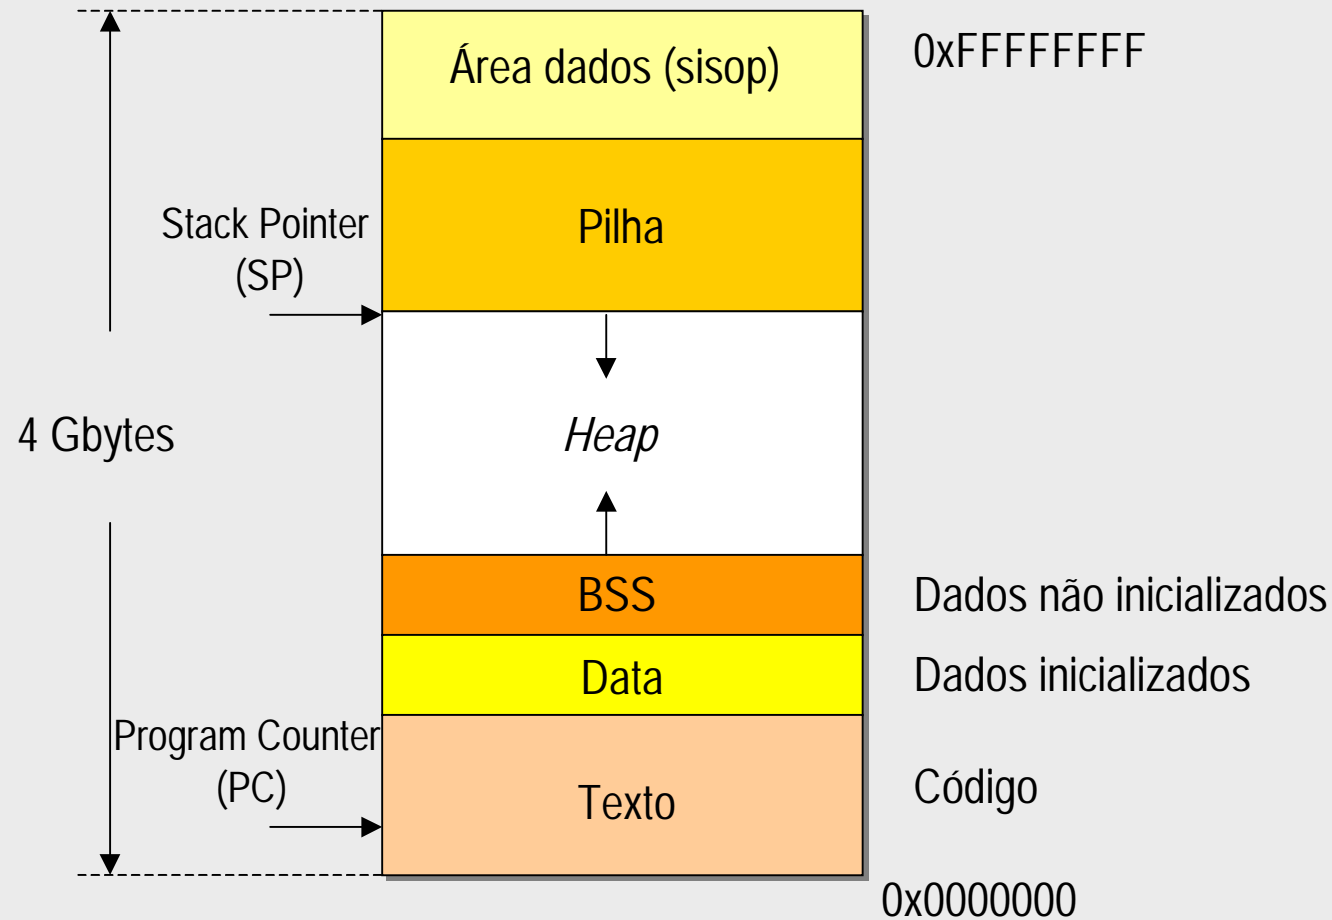 Área dados (sisop)
0xFFFFFFFF
Stack Pointer
(SP)
Pilha
4 Gbytes
Heap
BSS
Dados não inicializados
Data
Dados inicializados
Program Counter
(PC)
Texto
Código
0x0000000